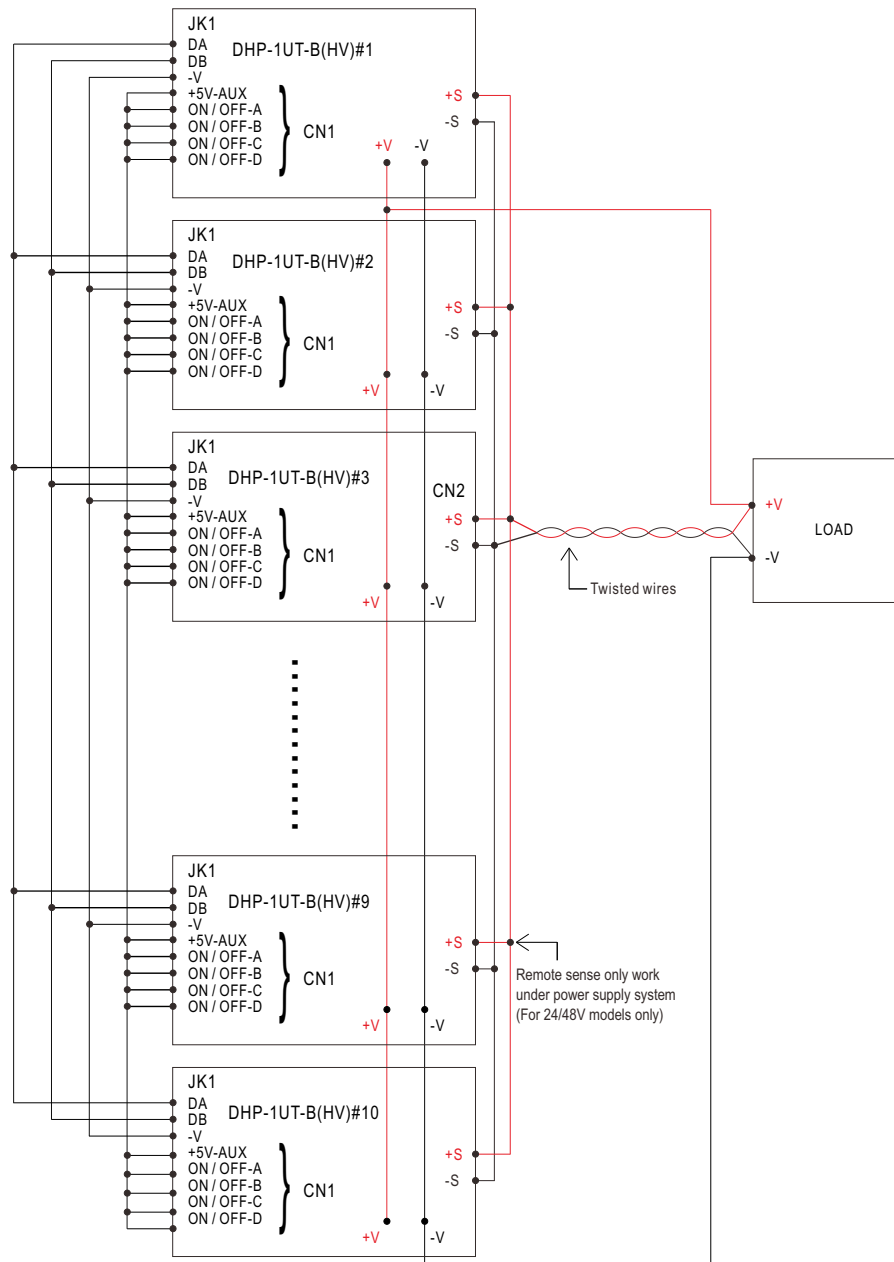 JK1
DHP-1UT-B(HV)#1
DA
DB
-V
+5V-AUX
ON / OFF-A
ON / OFF-B
ON / OFF-C
ON / OFF-D
CN1
+S
-S
+V
-V
JK1
DHP-1UT-B(HV)#2
DA
DB
-V
+5V-AUX
ON / OFF-A
ON / OFF-B
ON / OFF-C
ON / OFF-D
CN1
+S
-S
+V
-V
JK1
DHP-1UT-B(HV)#3
DA
DB
-V
+5V-AUX
ON / OFF-A
ON / OFF-B
ON / OFF-C
ON / OFF-D
CN1
CN2
+S
-S
+V
-V
Twisted wires
+V
-V
LOAD
JK1
DHP-1UT-B(HV)#9
DA
DB
-V
+5V-AUX
ON / OFF-A
ON / OFF-B
ON / OFF-C
ON / OFF-D
CN1
+S
-S
+V
-V
Remote sense only work
under power supply system
(For 24/48V models only)
JK1
DHP-1UT-B(HV)#10
DA
DB
-V
+5V-AUX
ON / OFF-A
ON / OFF-B
ON / OFF-C
ON / OFF-D
CN1
+S
-S
+V
-V